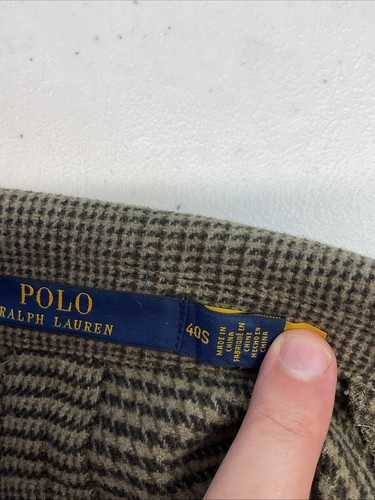 POLO
RALPH LAUREN
40S
MADE IN
CHINA
FABRIQUÉ EN
CHINE
HECHO EN
CHINA